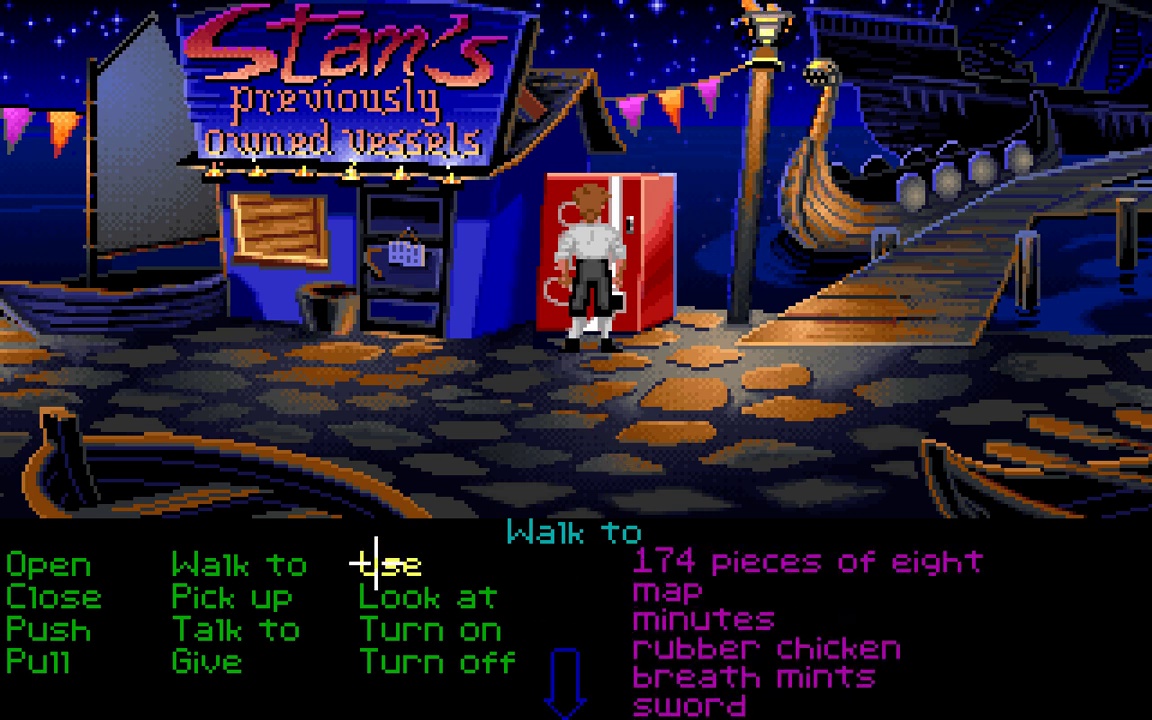 Stan's
previously
owned vessels
Walk to
Open Walk to Use 174 pieces of eight
Close Pick up Look at map
Push Talk to Turn on minutes
Pull Give Turn off rubber chicken
breath mints
sword